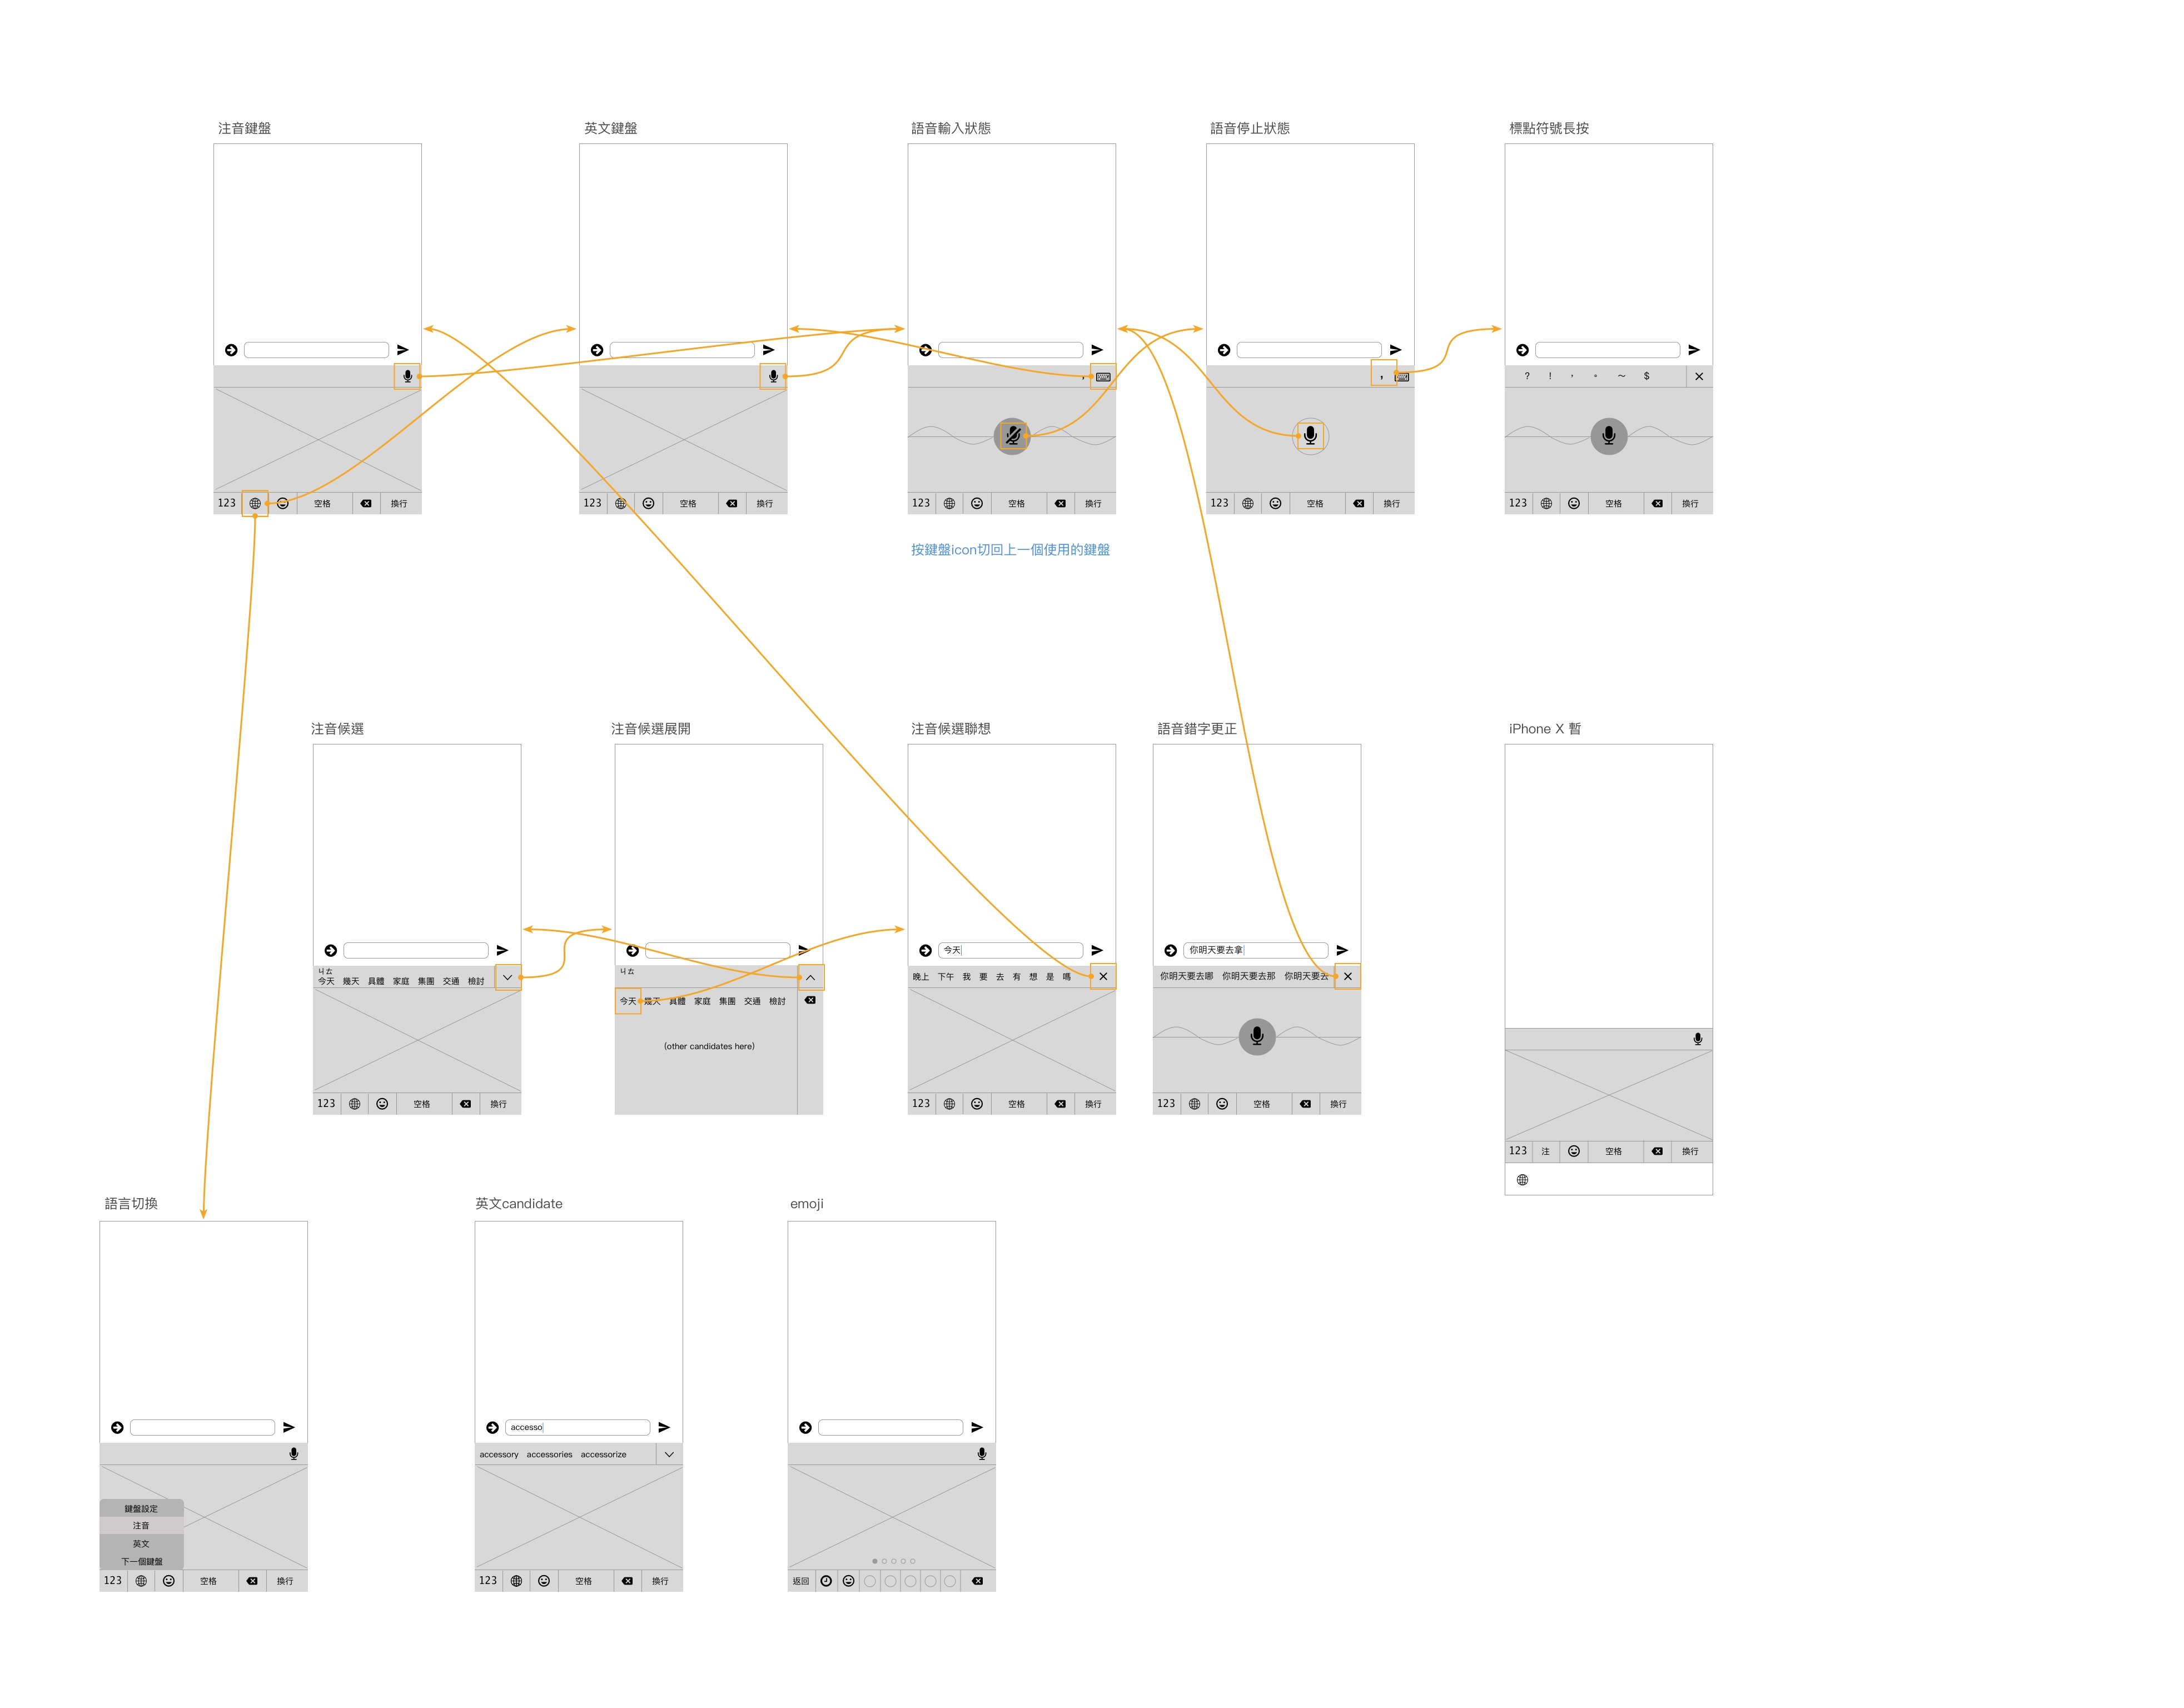 注音鍵盤
英文鍵盤
語音輸入狀態
語音停止狀態
標點符號長按
? ! , 。 ～ $
123 空格 換行
123 空格 換行
123 空格 換行
123 空格 換行
123 空格 換行
按鍵盤icon切回上一個使用的鍵盤
注音候選
注音候選展開
注音候選聯想
語音錯字更正
iPhone X 暫
今天
你明天要去拿
ㄐㄊ
今天 幾天 具體 家庭 集團 交通 檢討
ㄐㄊ
今天 幾天 具體 家庭 集團 交通 檢討
(other candidates here)
晚上 下午 我 要 去 有 想 是 嗎
你明天要去哪 你明天要去那 你明天要去
123 空格 換行
123 空格 換行
123 空格 換行
123 注 空格 換行
語言切換
英文candidate
emoji
accesso
accessory accessories accessorize
鍵盤設定
注音
英文
下一個鍵盤
123 空格 換行
123 空格 換行
返回